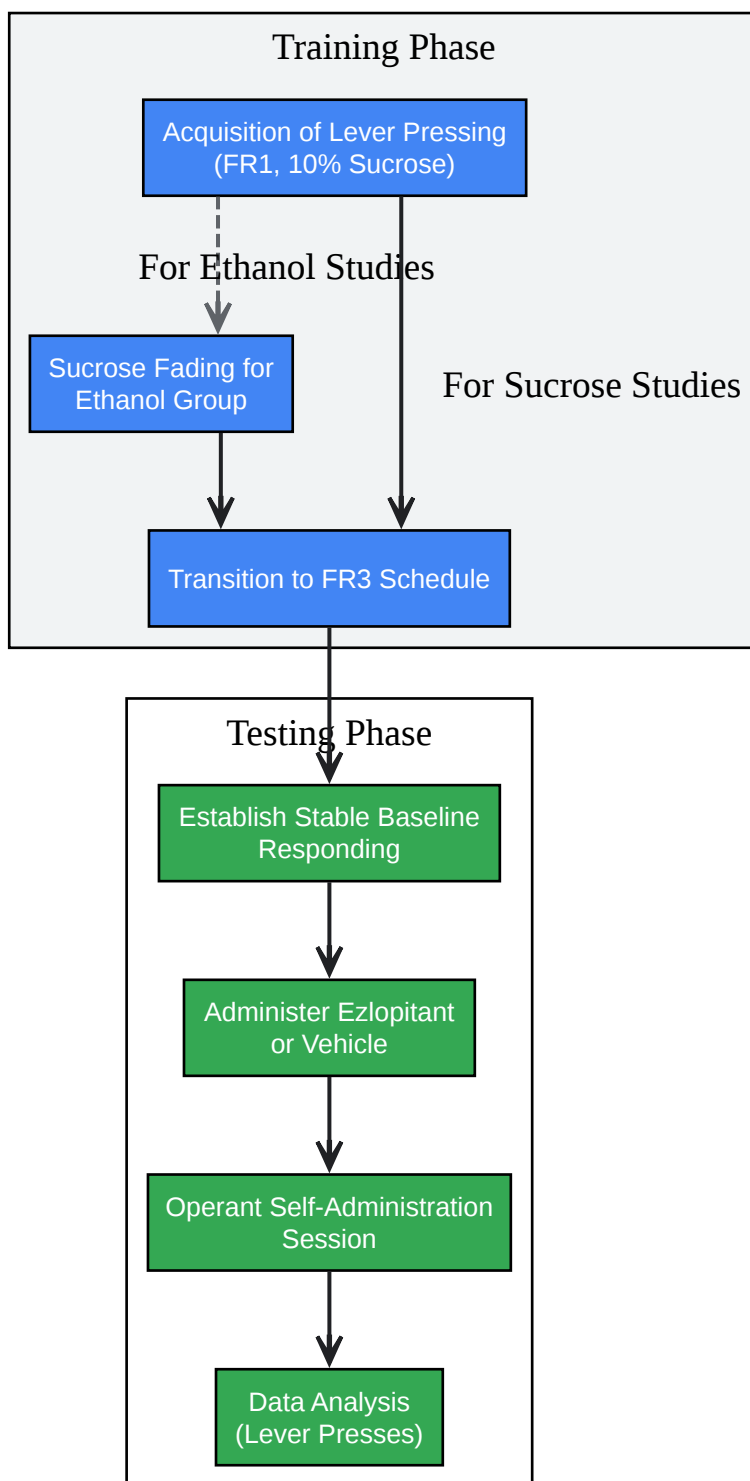 Training Phase
Acquisition of Lever Pressing
(FR1, 10% Sucrose)
For Ethanol Studies
Sucrose Fading for
Ethanol Group
For Sucrose Studies
Transition to FR3 Schedule
Testing Phase
Establish Stable Baseline
Responding
Administer Ezlopitant
or Vehicle
Operant Self-Administration
Session
Data Analysis
(Lever Presses)